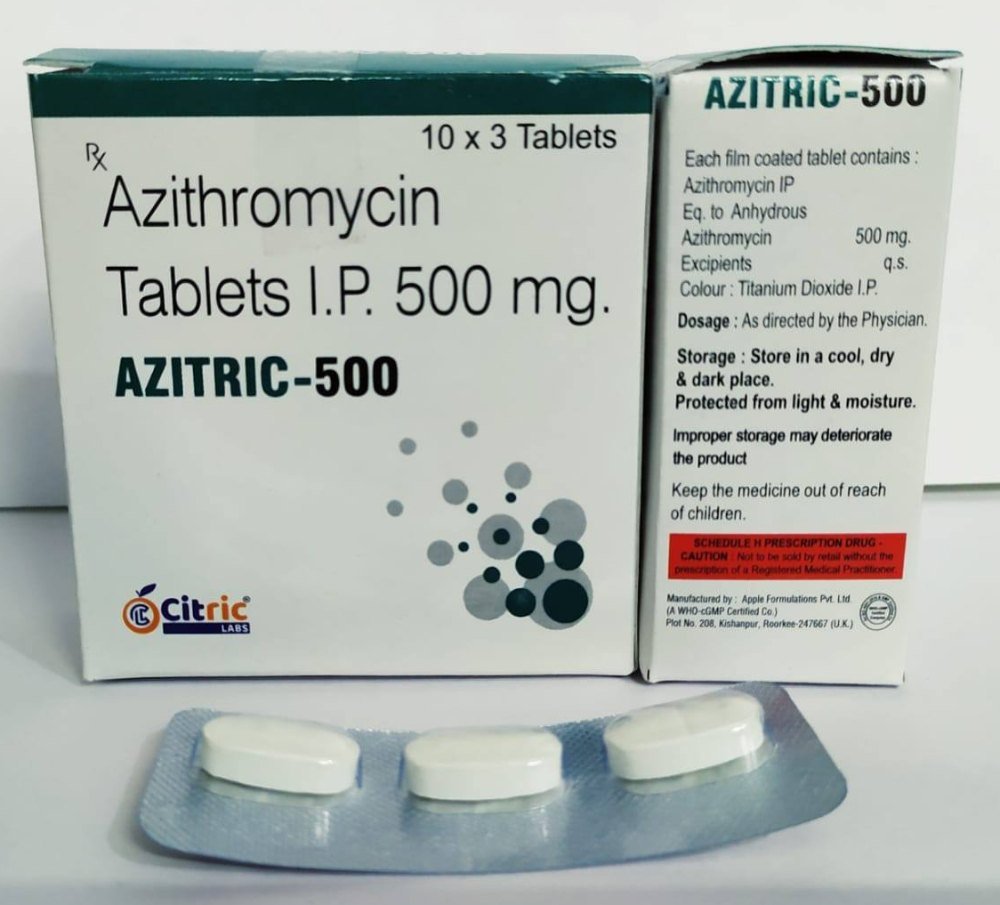 10 x 3 Tablets
Rx
Azithromycin
Tablets I.P. 500 mg.
AZITRIC-500
Citric®
LABS
AZITRIC-500
Each film coated tablet contains :
Azithromycin IP
Eq. to Anhydrous
Azithromycin 500 mg.
Excipients q.s.
Colour : Titanium Dioxide I.P.
Dosage : As directed by the Physician.
Storage : Store in a cool, dry
& dark place.
Protected from light & moisture.
Improper storage may deteriorate
the product
Keep the medicine out of reach
of children.
SCHEDULE H PRESCRIPTION DRUG -
CAUTION : Not to be sold by retail without the
prescription of a Registered Medical Practitioner.
Manufactured by : Apple Formulations Pvt. Ltd.
(A WHO-cGMP Certified Co.)
Plot No. 208, Kishanpur, Roorkee-247667 (U.K.)